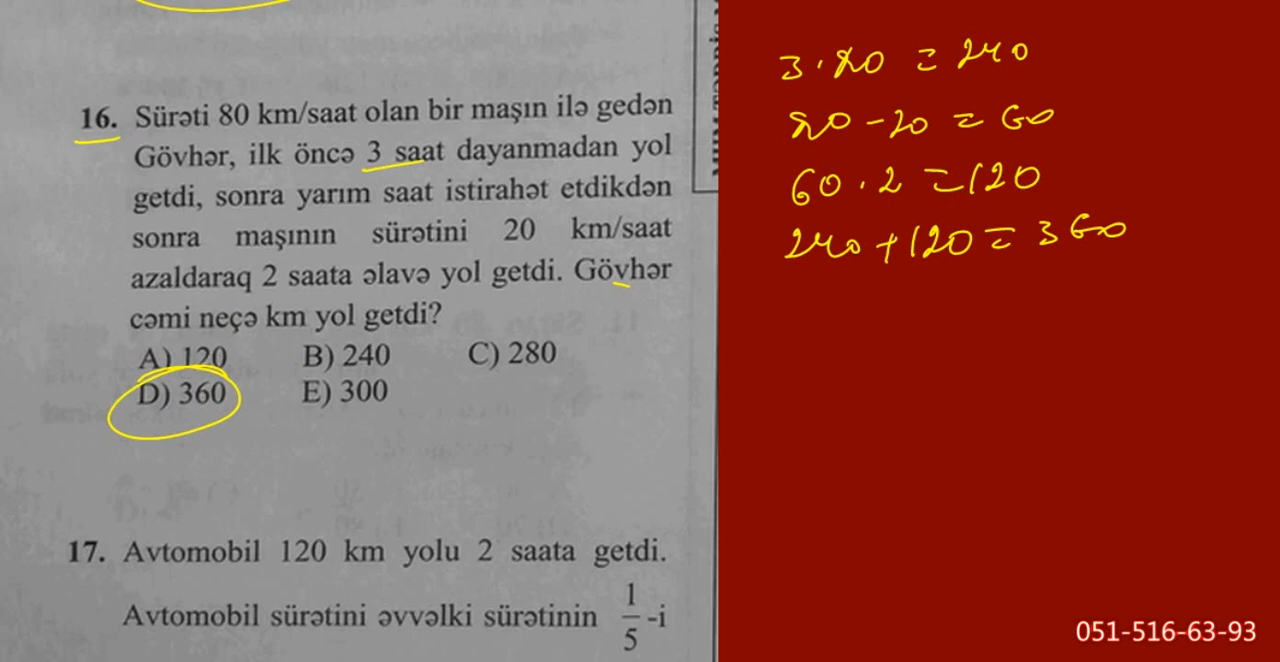 16. Sürəti 80 km/saat olan bir maşın ilə gedən
Gövhər, ilk öncə 3 saat dayanmadan yol
getdi, sonra yarım saat istirahət etdikdən
sonra maşının sürətini 20 km/saat
azaldaraq 2 saata əlavə yol getdi. Gövhər
cəmi neçə km yol getdi?
A) 120 B) 240 C) 280
D) 360 E) 300
17. Avtomobil 120 km yolu 2 saata getdi.
Avtomobil sürətini əvvəlki sürətinin 1/5-i
3·80 = 240
80-20 = 60
60·2 = 120
240+120 = 360
051-516-63-93